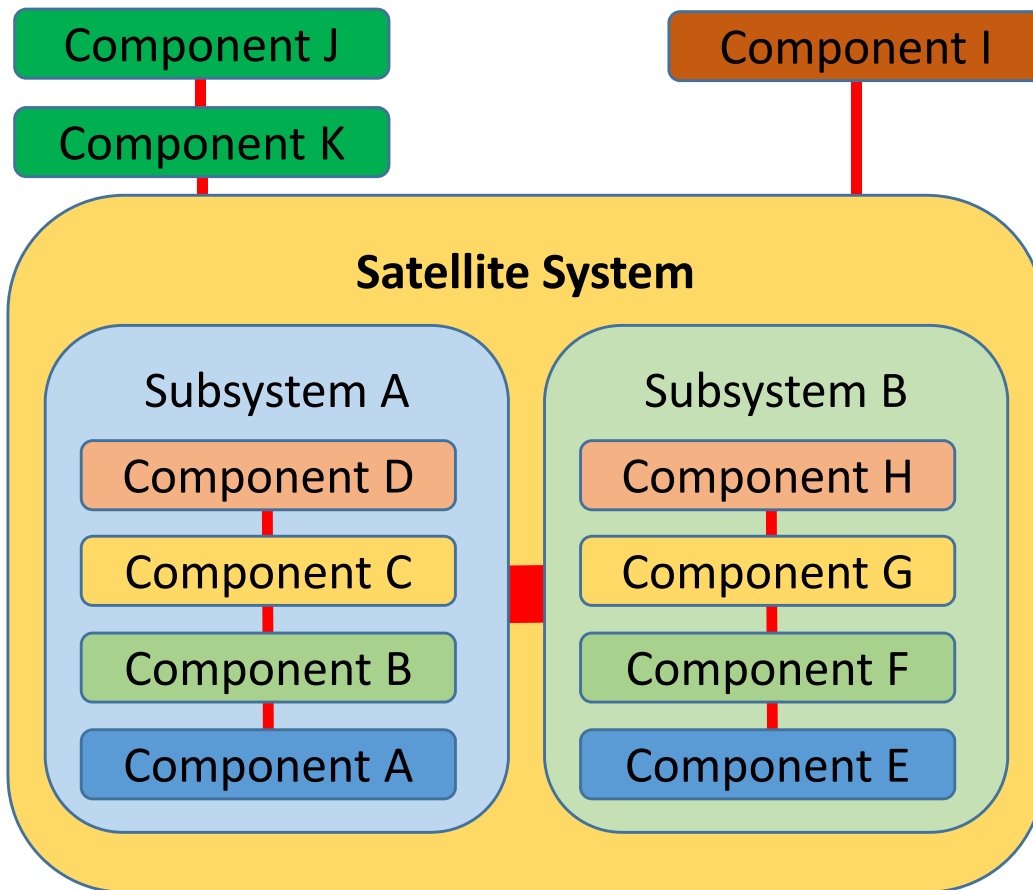 Component J
Component I
Component K
Satellite System
Subsystem A
Subsystem B
Component D
Component H
Component C
Component G
Component B
Component F
Component A
Component E